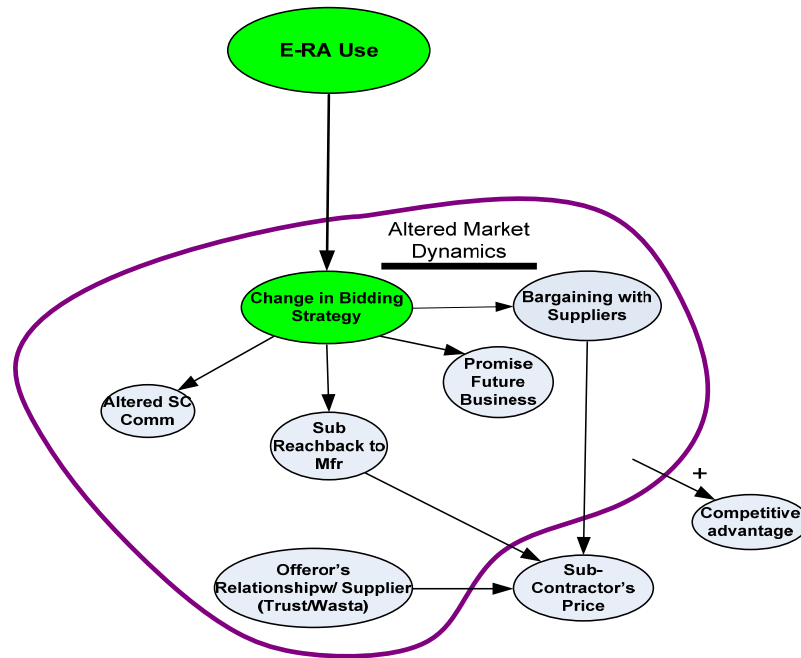 E-RA Use
Altered Market
Dynamics
Change in Bidding
Strategy
Bargaining with
Suppliers
Promise
Future
Business
Altered SC
Comm
Sub
Reachback to
Mfr
+
Competitive
advantage
Offeror's
Relationshipw/ Supplier
(Trust/Wasta)
Sub-
Contractor's
Price